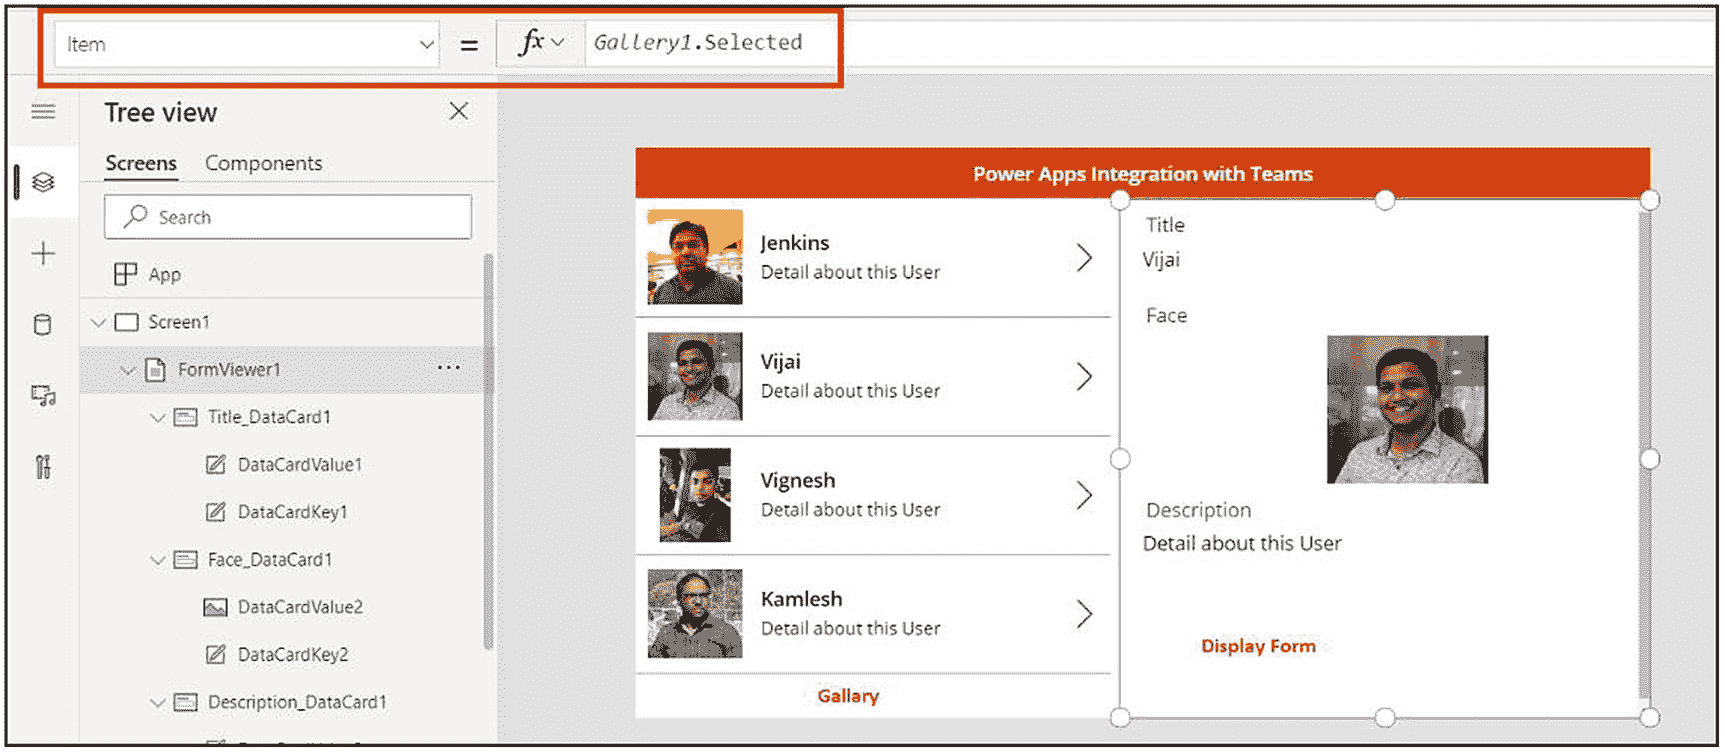 Item = fx Gallery1.Selected
Tree view
Screens Components
Search
App
Screen1
FormViewer1 ...
Title_DataCard1
DataCardValue1
DataCardKey1
Face_DataCard1
DataCardValue2
DataCardKey2
Description_DataCard1
Power Apps Integration with Teams
Jenkins
Detail about this User
Vijai
Detail about this User
Vignesh
Detail about this User
Kamlesh
Detail about this User
Gallary
Title
Vijai
Face
Description
Detail about this User
Display Form